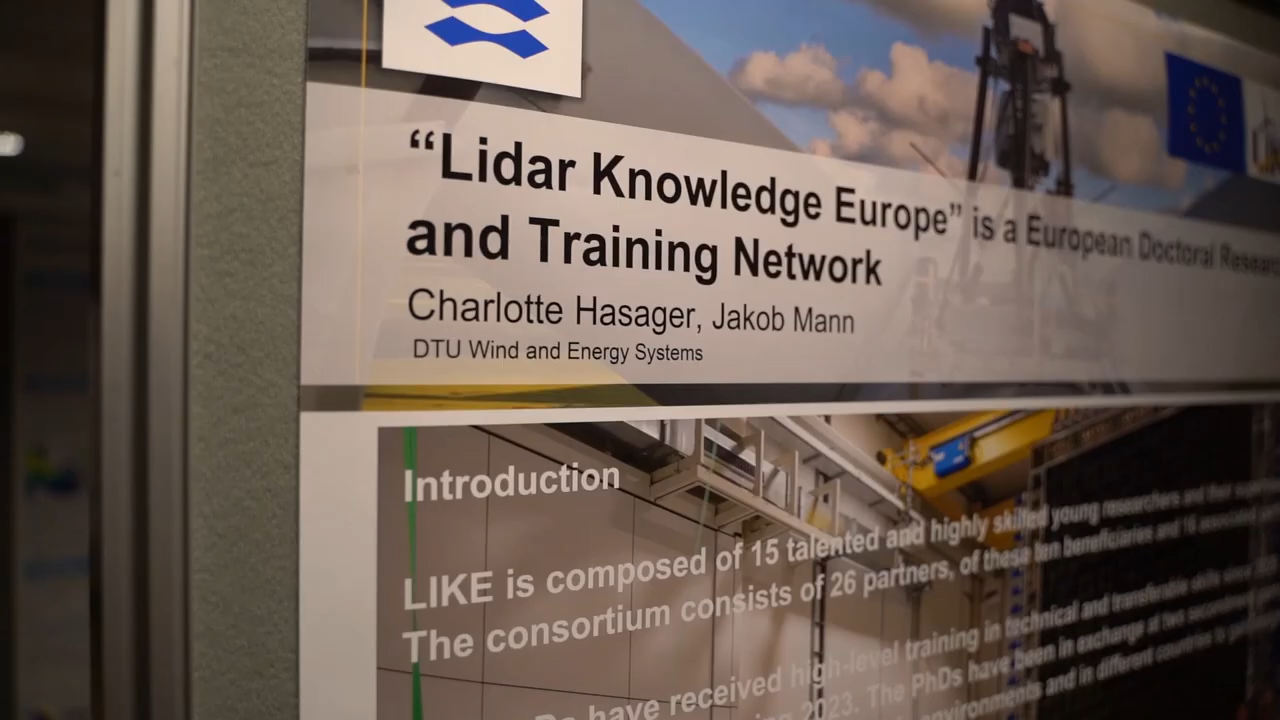 “Lidar Knowledge Europe” is a European Doctoral Research
and Training Network
Charlotte Hasager, Jakob Mann
DTU Wind and Energy Systems
Introduction
LIKE is composed of 15 talented and highly skilled young researchers and their
The consortium consists of 26 partners, of these ten beneficiaries and 16 associated
have received high-level training in technical and transferable skills
2023. The PhDs have been in exchange at two
environments and in different countries